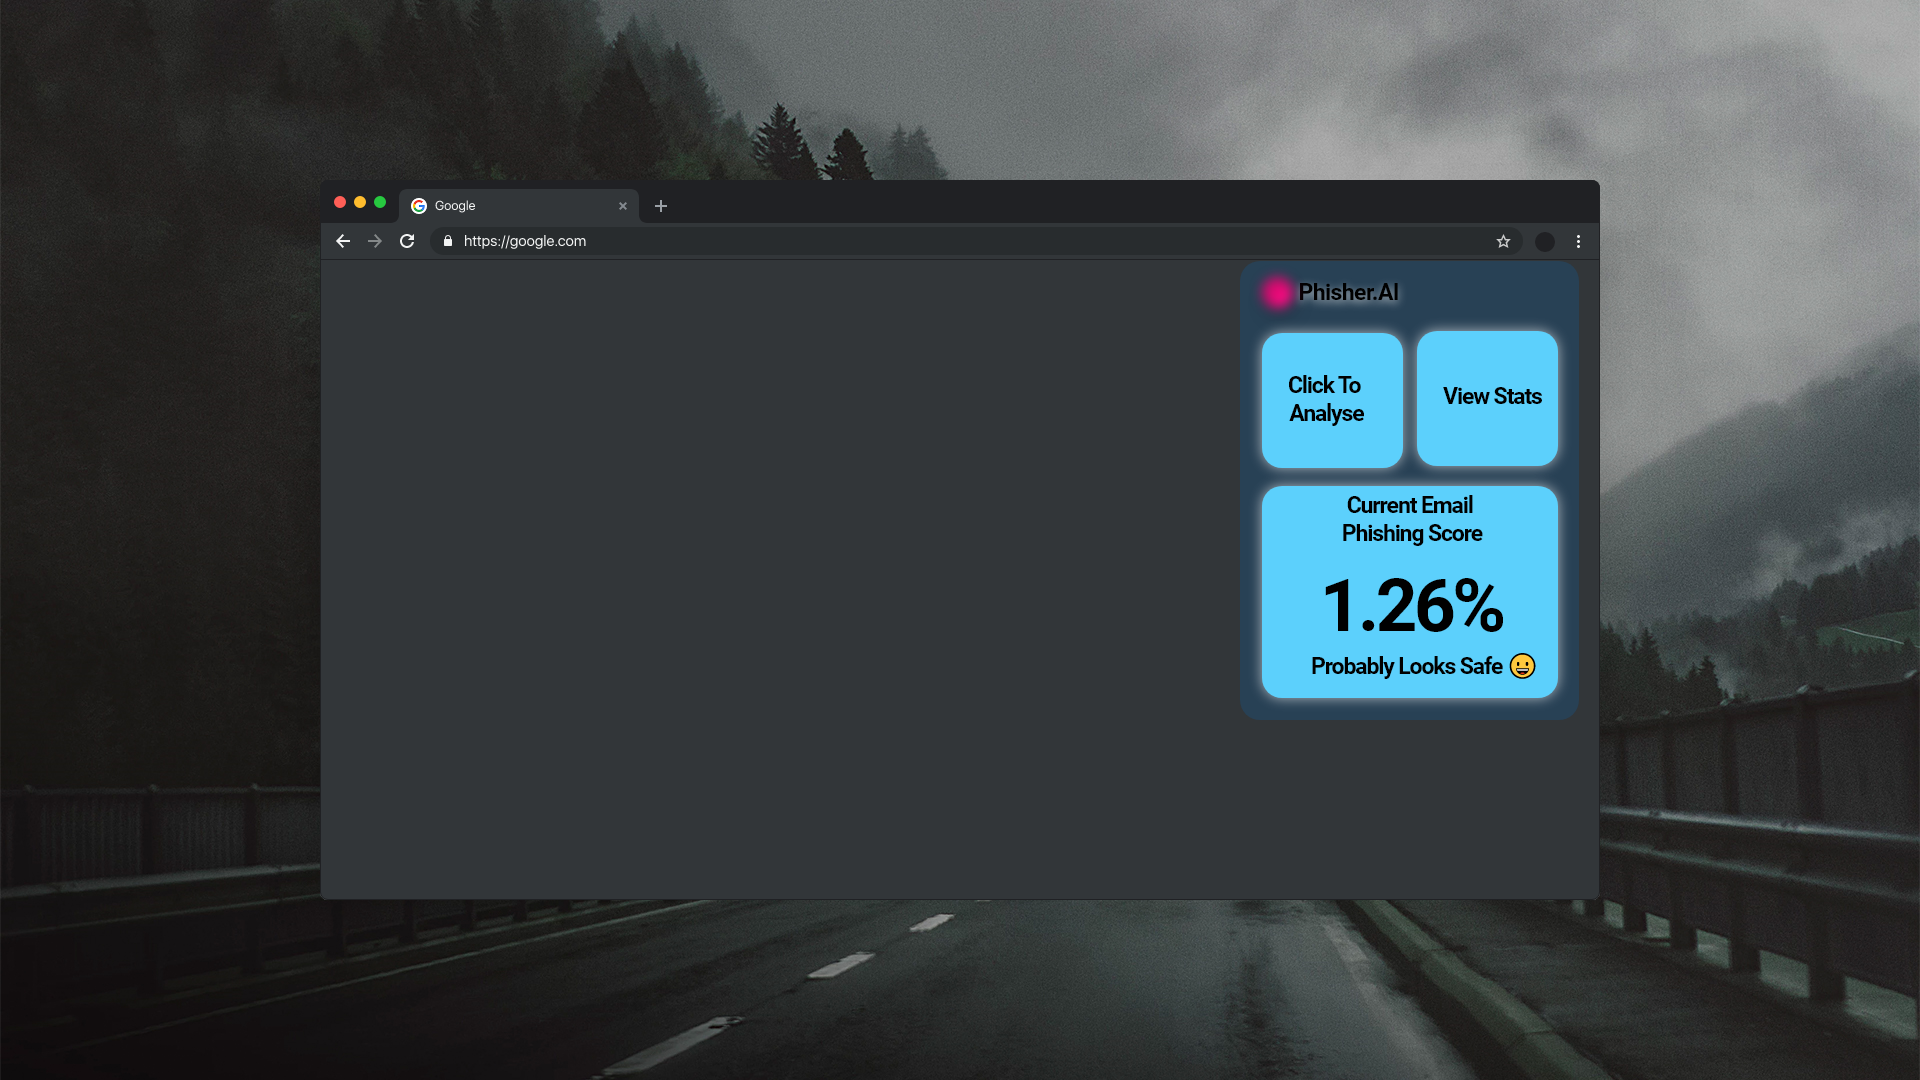 Google
https://google.com
Phisher.AI
Click To
Analyse
View Stats
Current Email
Phishing Score
1.26%
Probably Looks Safe 😀